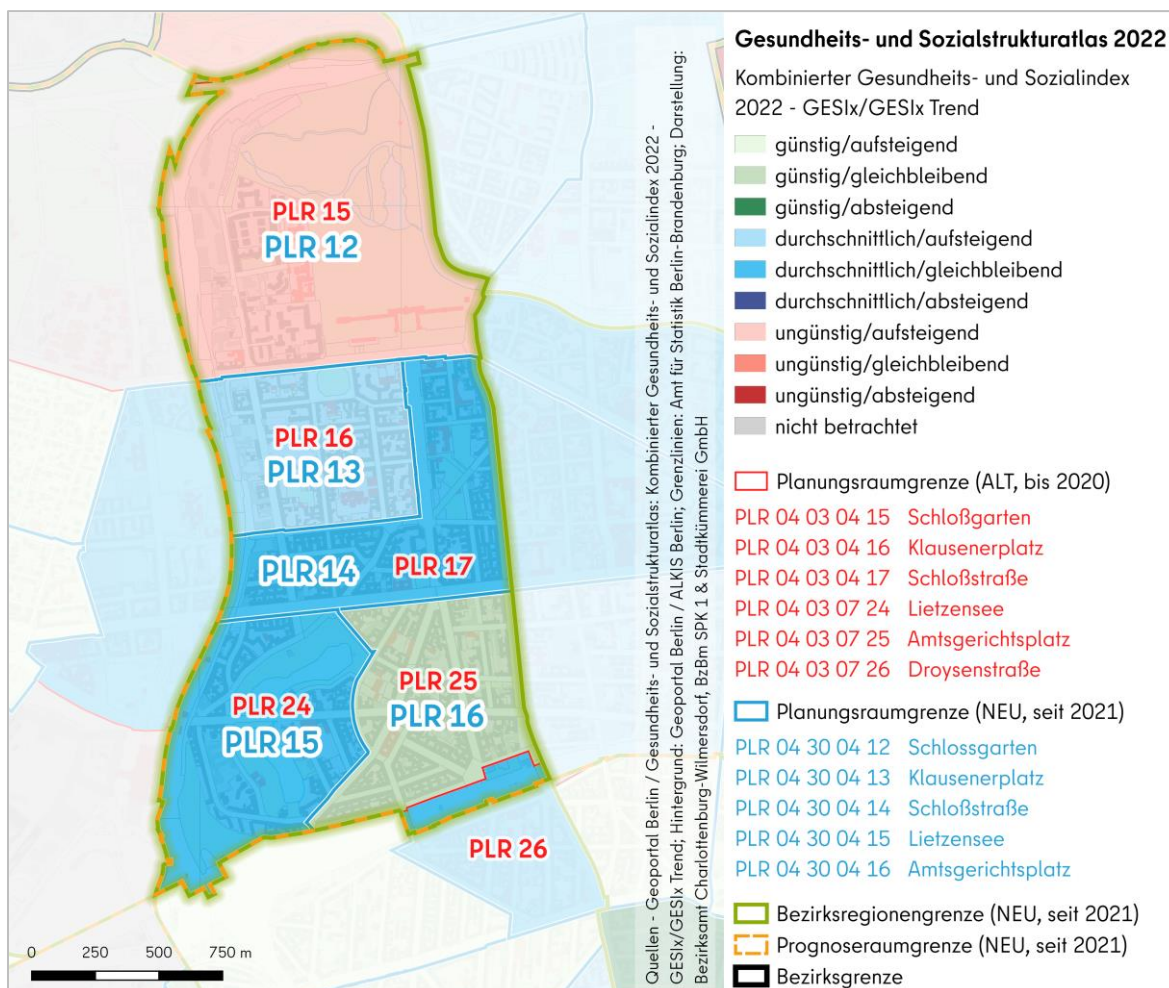 Gesundheits- und Sozialstrukturatlas 2022
Kombinierter Gesundheits- und Sozialindex
2022 - GESIx/GESIx Trend
günstig/aufsteigend
günstig/gleichbleibend
günstig/absteigend
durchschnittlich/aufsteigend
durchschnittlich/gleichbleibend
durchschnittlich/absteigend
ungünstig/aufsteigend
ungünstig/gleichbleibend
ungünstig/absteigend
nicht betrachtet
Planungsraumgrenze (ALT, bis 2020)
PLR 04 03 04 15 Schloßgarten
PLR 04 03 04 16 Klausenerplatz
PLR 04 03 04 17 Schloßstraße
PLR 04 03 07 24 Lietzensee
PLR 04 03 07 25 Amtsgerichtsplatz
PLR 04 03 07 26 Droysenstraße
Planungsraumgrenze (NEU, seit 2021)
PLR 04 30 04 12 Schlossgarten
PLR 04 30 04 13 Klausenerplatz
PLR 04 30 04 14 Schloßstraße
PLR 04 30 04 15 Lietzensee
PLR 04 30 04 16 Amtsgerichtsplatz
Bezirksregionengrenze (NEU, seit 2021)
Prognoseraumgrenze (NEU, seit 2021)
Bezirksgrenze
PLR 15
PLR 12
PLR 16
PLR 13
PLR 14
PLR 17
PLR 25
PLR 16
PLR 24
PLR 15
PLR 26
0 250 500 750 m
Quellen - Geoportal Berlin / Gesundheits- und Sozialstrukturatlas: Kombinierter Gesundheits- und Sozialindex 2022 -
GESIx/GESIx Trend; Hintergrund: Geoportal Berlin / ALKIS Berlin; Grenzlinien: Amt für Statistik Berlin-Brandenburg; Darstellung:
Bezirksamt Charlottenburg-Wilmersdorf, BzBm SPK 1 & Stadtkümmerei GmbH